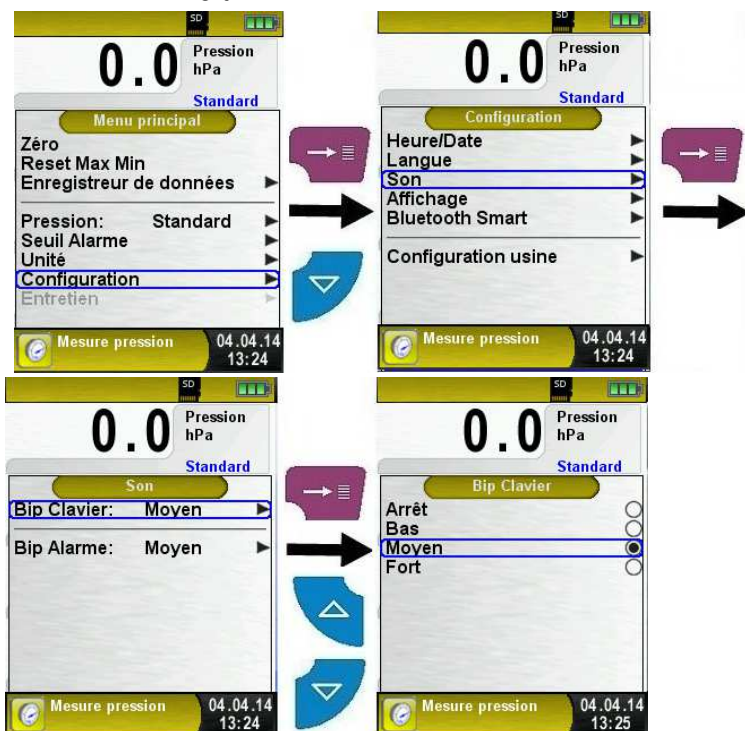 SD
0.0 Pression
hPa
Standard
Menu principal
Zéro
Reset Max Min
Enregistreur de données
Pression: Standard
Seuil Alarme
Unité
Configuration
Entretien
Mesure pression 04.04.14
13:24
SD
0.0 Pression
hPa
Standard
Configuration
Heure/Date
Langue
Son
Affichage
Bluetooth Smart
Configuration usine
Mesure pression 04.04.14
13:24
SD
0.0 Pression
hPa
Standard
Son
Bip Clavier: Moyen
Bip Alarme: Moyen
Mesure pression 04.04.14
13:24
SD
0.0 Pression
hPa
Standard
Bip Clavier
Arrêt
Bas
Moyen
Fort
Mesure pression 04.04.14
13:25